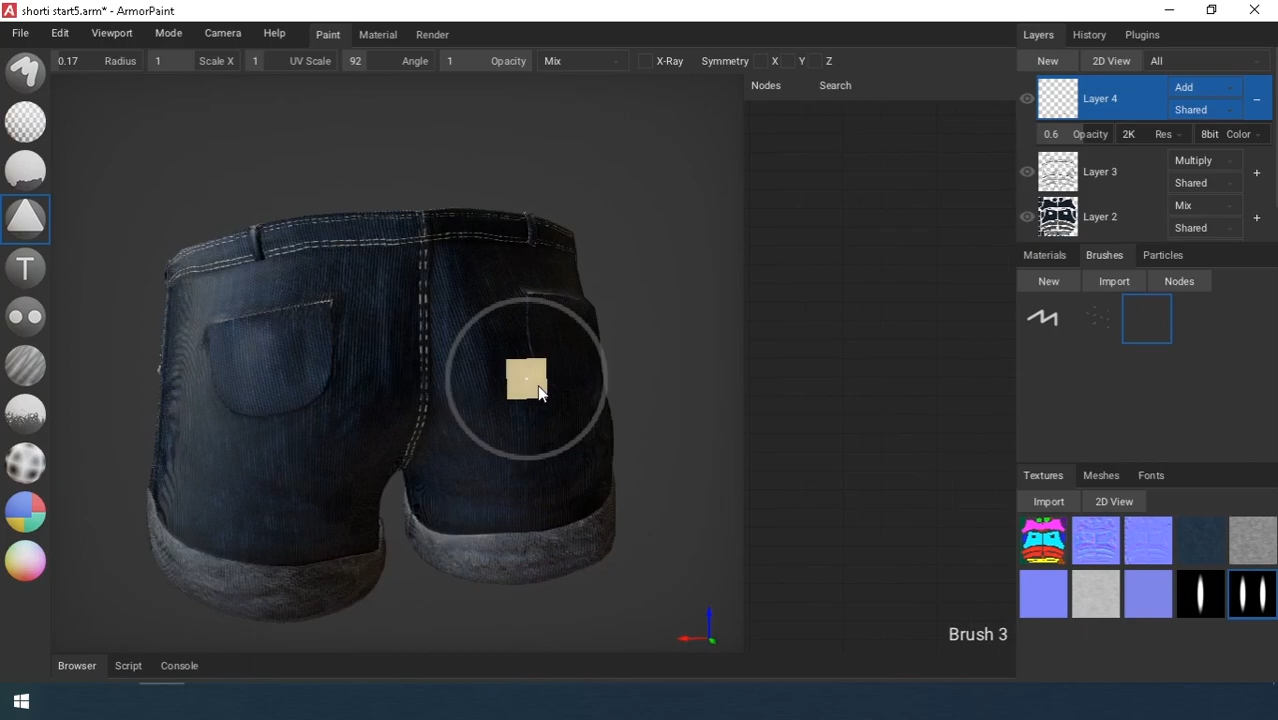 shorti start5.arm* - ArmorPaint
File Edit Viewport Mode Camera Help Paint Material Render Layers History Plugins
0.17 Radius 1 Scale X 1 UV Scale 92 Angle 1 Opacity Mix X-Ray Symmetry X Y Z New 2D View All
Nodes Search
Layer 4 Add
Shared
0.6 Opacity 2K Res 8bit Color
Layer 3 Multiply
Shared
Layer 2 Mix
Shared
Materials Brushes Particles
New Import Nodes
Textures Meshes Fonts
Import 2D View
T
Brush 3
Browser Script Console